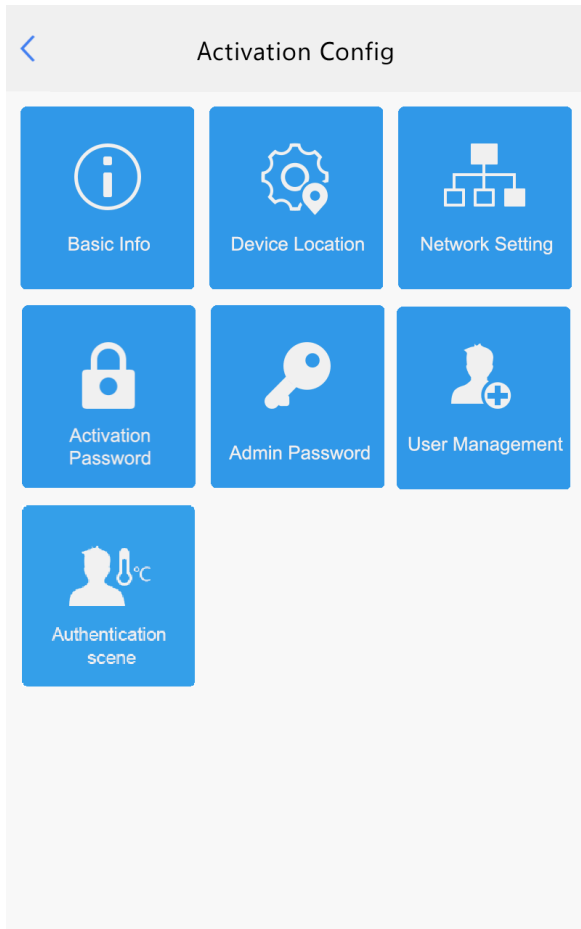 Activation Config
Basic Info
Device Location
Network Setting
Activation
Password
Admin Password
User Management
°C
Authentication
scene